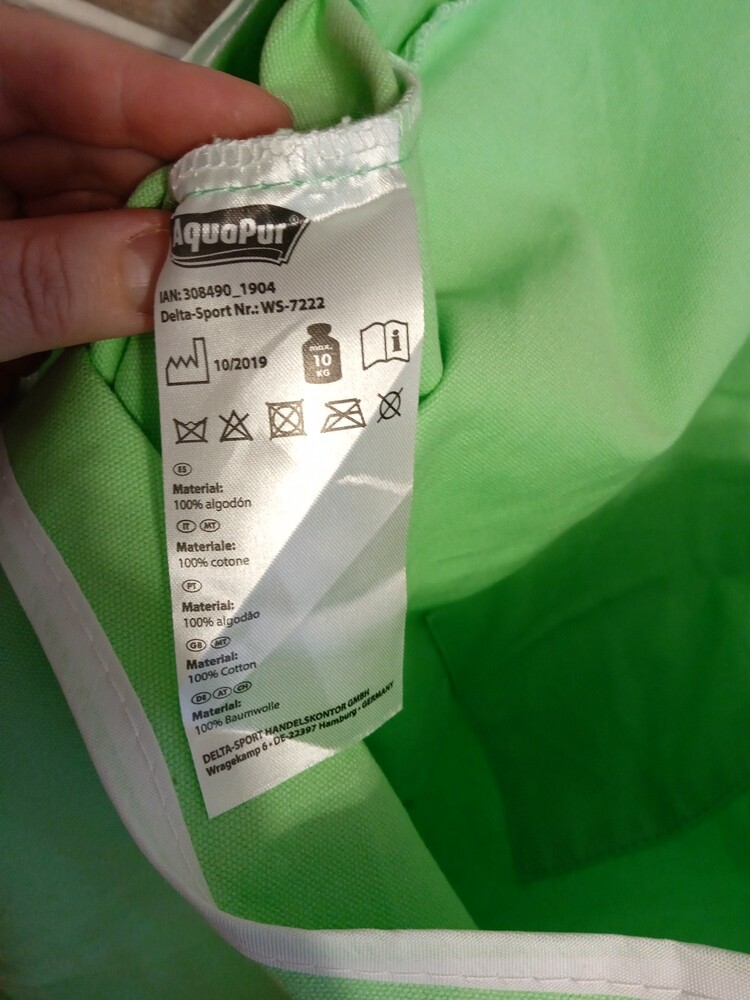 AquaPur®
IAN: 308490_1904
Delta-Sport Nr.: WS-7222
10/2019
max.
10
KG
i
ES
Material:
100% algodón
IT MT
Materiale:
100% cotone
PT
Material:
100% algodão
GB MT
Material:
100% Cotton
DE AT CH
Material:
100% Baumwolle
DELTA-SPORT HANDELSKONTOR GMBH
Wragekamp 6 • DE-22397 Hamburg • GERMANY